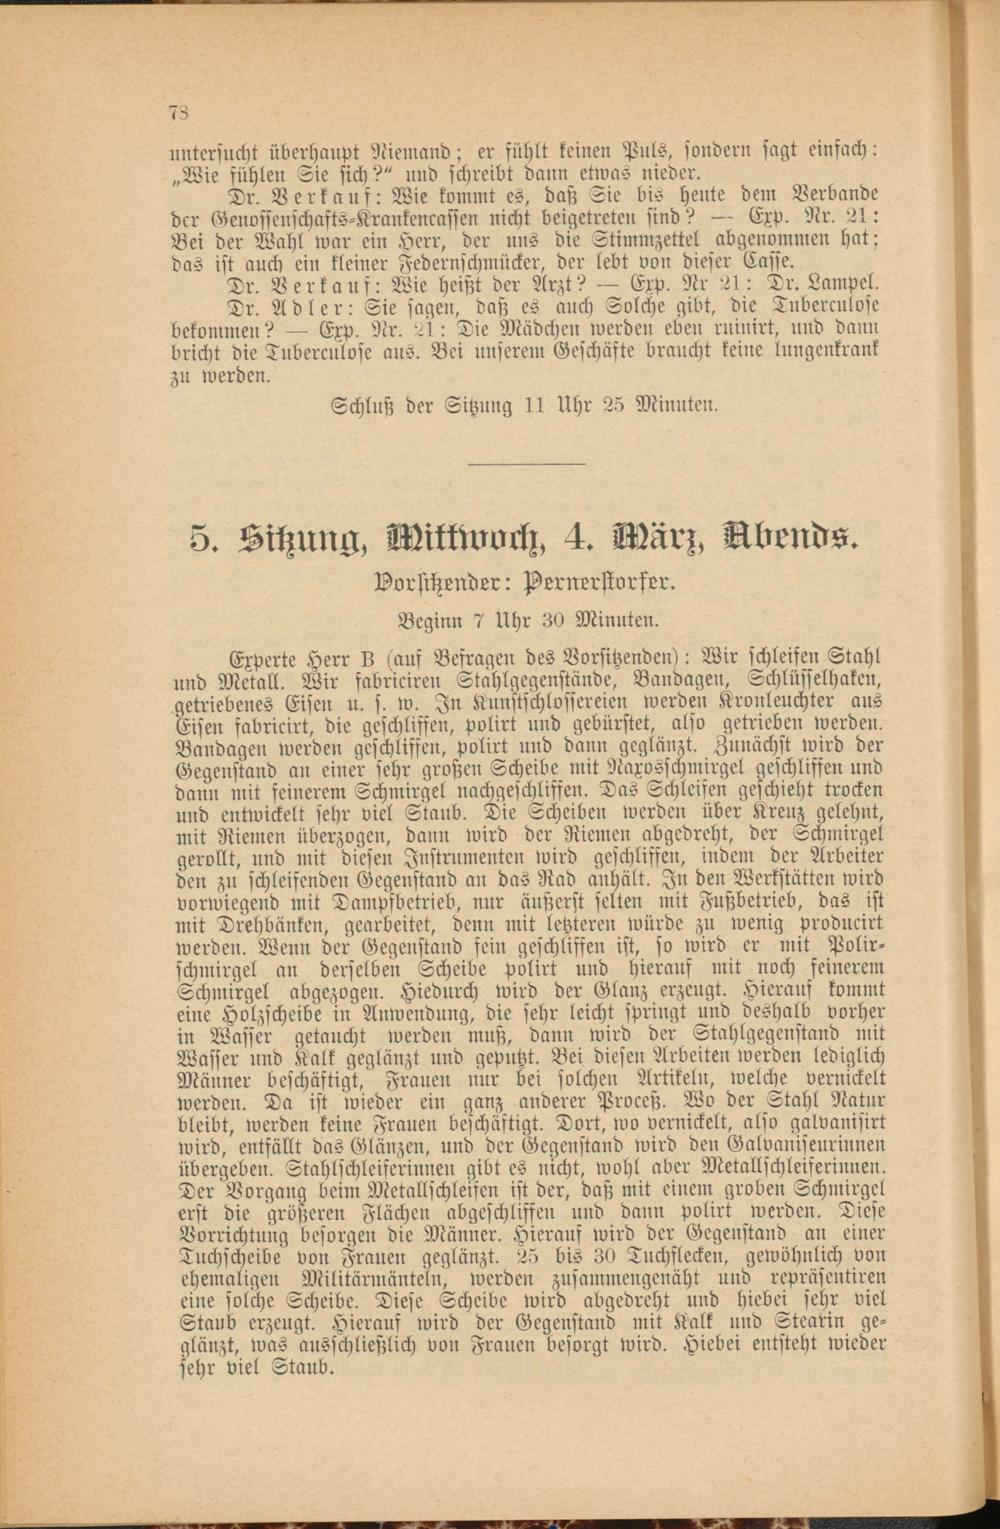 78
untersucht überhaupt Niemand; er fühlt keinen Puls, sondern sagt einfach:
„Wie fühlen Sie sich?“ und schreibt dann etwas nieder.
Dr. Verkauf: Wie kommt es, daß Sie bis heute dem Verbande
der Genossenschafts-Krankencassen nicht beigetreten sind? — Exp. Nr. 21:
Bei der Wahl war ein Herr, der uns die Stimmzettel abgenommen hat;
das ist auch ein kleiner Federnschmücker, der lebt von dieser Casse.
Dr. Verkauf: Wie heißt der Arzt? — Exp. Nr 21: Dr. Lampel.
Dr. Adler: Sie sagen, daß es auch Solche gibt, die Tuberculose
bekommen? — Exp. Nr. 21: Die Mädchen werden eben ruinirt, und dann
bricht die Tuberculose aus. Bei unserem Geschäfte braucht keine lungenkrank
zu werden.
Schluß der Sitzung 11 Uhr 25 Minuten.
5. Sitzung, Mittwoch, 4. März, Abends.
Vorsitzender: Pernerstorfer.
Beginn 7 Uhr 30 Minuten.
Experte Herr B (auf Befragen des Vorsitzenden): Wir schleifen Stahl
und Metall. Wir fabriciren Stahlgegenstände, Bandagen, Schlüsselhaken,
getriebenes Eisen u. s. w. In Kunstschlossereien werden Kronleuchter aus
Eisen fabricirt, die geschliffen, polirt und gebürstet, also getrieben werden.
Bandagen werden geschliffen, polirt und dann geglänzt. Zunächst wird der
Gegenstand an einer sehr großen Scheibe mit Naxosschmirgel geschliffen und
dann mit feinerem Schmirgel nachgeschliffen. Das Schleifen geschieht trocken
und entwickelt sehr viel Staub. Die Scheiben werden über Kreuz gelehnt,
mit Riemen überzogen, dann wird der Riemen abgedreht, der Schmirgel
gerollt, und mit diesen Instrumenten wird geschliffen, indem der Arbeiter
den zu schleifenden Gegenstand an das Rad anhält. In den Werkstätten wird
vorwiegend mit Dampfbetrieb, nur äußerst selten mit Fußbetrieb, das ist
mit Drehbänken, gearbeitet, denn mit letzteren würde zu wenig producirt
werden. Wenn der Gegenstand fein geschliffen ist, so wird er mit Polir-
schmirgel an derselben Scheibe polirt und hierauf mit noch feinerem
Schmirgel abgezogen. Hiedurch wird der Glanz erzeugt. Hierauf kommt
eine Holzscheibe in Anwendung, die sehr leicht springt und deshalb vorher
in Wasser getaucht werden muß, dann wird der Stahlgegenstand mit
Wasser und Kalk geglänzt und geputzt. Bei diesen Arbeiten werden lediglich
Männer beschäftigt, Frauen nur bei solchen Artikeln, welche vernickelt
werden. Da ist wieder ein ganz anderer Proceß. Wo der Stahl Natur
bleibt, werden keine Frauen beschäftigt. Dort, wo vernickelt, also galvanisirt
wird, entfällt das Glänzen, und der Gegenstand wird den Galvaniseurinnen
übergeben. Stahlschleiferinnen gibt es nicht, wohl aber Metallschleiferinnen.
Der Vorgang beim Metallschleifen ist der, daß mit einem groben Schmirgel
erst die größeren Flächen abgeschliffen und dann polirt werden. Diese
Vorrichtung besorgen die Männer. Hierauf wird der Gegenstand an einer
Tuchscheibe von Frauen geglänzt. 25 bis 30 Tuchflecken, gewöhnlich von
ehemaligen Militärmänteln, werden zusammengenäht und repräsentiren
eine solche Scheibe. Diese Scheibe wird abgedreht und hiebei sehr viel
Staub erzeugt. Hierauf wird der Gegenstand mit Kalk und Stearin ge-
glänzt, was ausschließlich von Frauen besorgt wird. Hiebei entsteht wieder
sehr viel Staub.